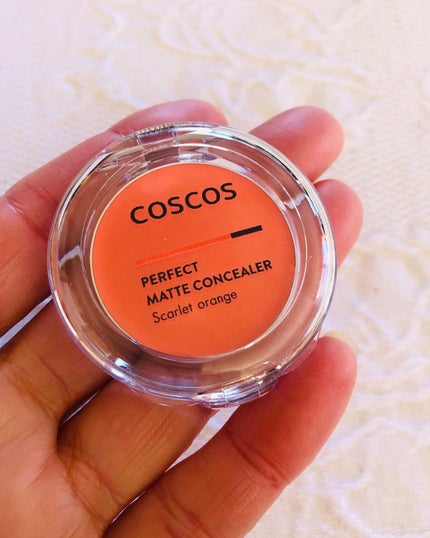 COSCOS
PERFECT
MATTE CONCEALER
Scarlet orange